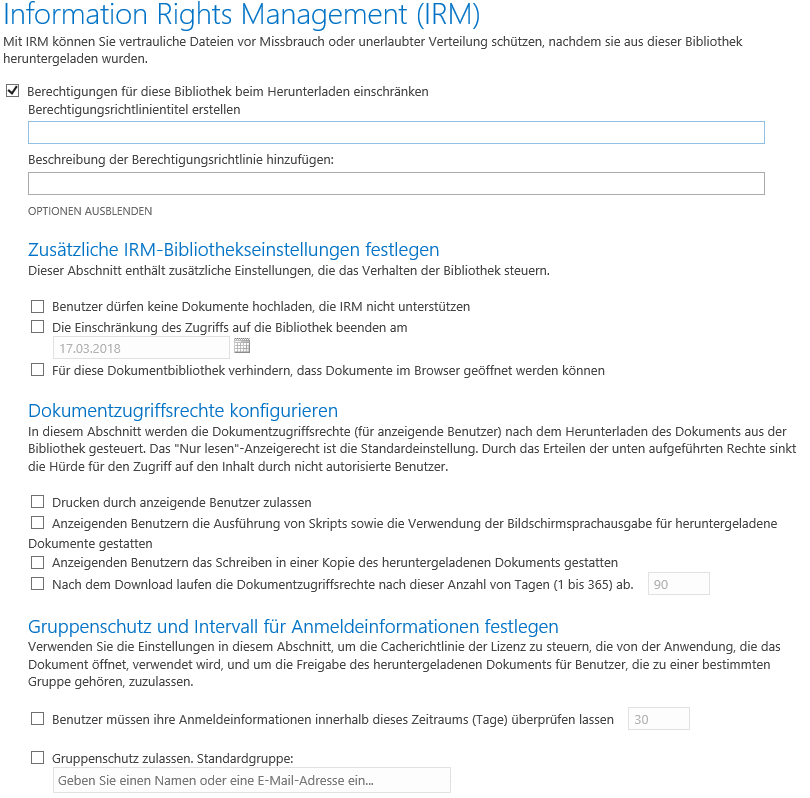 Information Rights Management (IRM)
Mit IRM können Sie vertrauliche Dateien vor Missbrauch oder unerlaubter Verteilung schützen, nachdem sie aus dieser Bibliothek
heruntergeladen wurden.
Berechtigungen für diese Bibliothek beim Herunterladen einschränken
Berechtigungsrichtlinientitel erstellen
Beschreibung der Berechtigungsrichtlinie hinzufügen:
OPTIONEN AUSBLENDEN
Zusätzliche IRM-Bibliothekseinstellungen festlegen
Dieser Abschnitt enthält zusätzliche Einstellungen, die das Verhalten der Bibliothek steuern.
Benutzer dürfen keine Dokumente hochladen, die IRM nicht unterstützen
Die Einschränkung des Zugriffs auf die Bibliothek beenden am
17.03.2018
Für diese Dokumentbibliothek verhindern, dass Dokumente im Browser geöffnet werden können
Dokumentzugriffsrechte konfigurieren
In diesem Abschnitt werden die Dokumentzugriffsrechte (für anzeigende Benutzer) nach dem Herunterladen des Dokuments aus der
Bibliothek gesteuert. Das "Nur lesen"-Anzeigerecht ist die Standardeinstellung. Durch das Erteilen der unten aufgeführten Rechte sinkt
die Hürde für den Zugriff auf den Inhalt durch nicht autorisierte Benutzer.
Drucken durch anzeigende Benutzer zulassen
Anzeigenden Benutzern die Ausführung von Skripts sowie die Verwendung der Bildschirmsprachausgabe für heruntergeladene
Dokumente gestatten
Anzeigenden Benutzern das Schreiben in einer Kopie des heruntergeladenen Dokuments gestatten
Nach dem Download laufen die Dokumentzugriffsrechte nach dieser Anzahl von Tagen (1 bis 365) ab. 90
Gruppenschutz und Intervall für Anmeldeinformationen festlegen
Verwenden Sie die Einstellungen in diesem Abschnitt, um die Cacherichtlinie der Lizenz zu steuern, die von der Anwendung, die das
Dokument öffnet, verwendet wird, und um die Freigabe des heruntergeladenen Dokuments für Benutzer, die zu einer bestimmten
Gruppe gehören, zuzulassen.
Benutzer müssen ihre Anmeldeinformationen innerhalb dieses Zeitraums (Tage) überprüfen lassen 30
Gruppenschutz zulassen. Standardgruppe:
Geben Sie einen Namen oder eine E-Mail-Adresse ein...